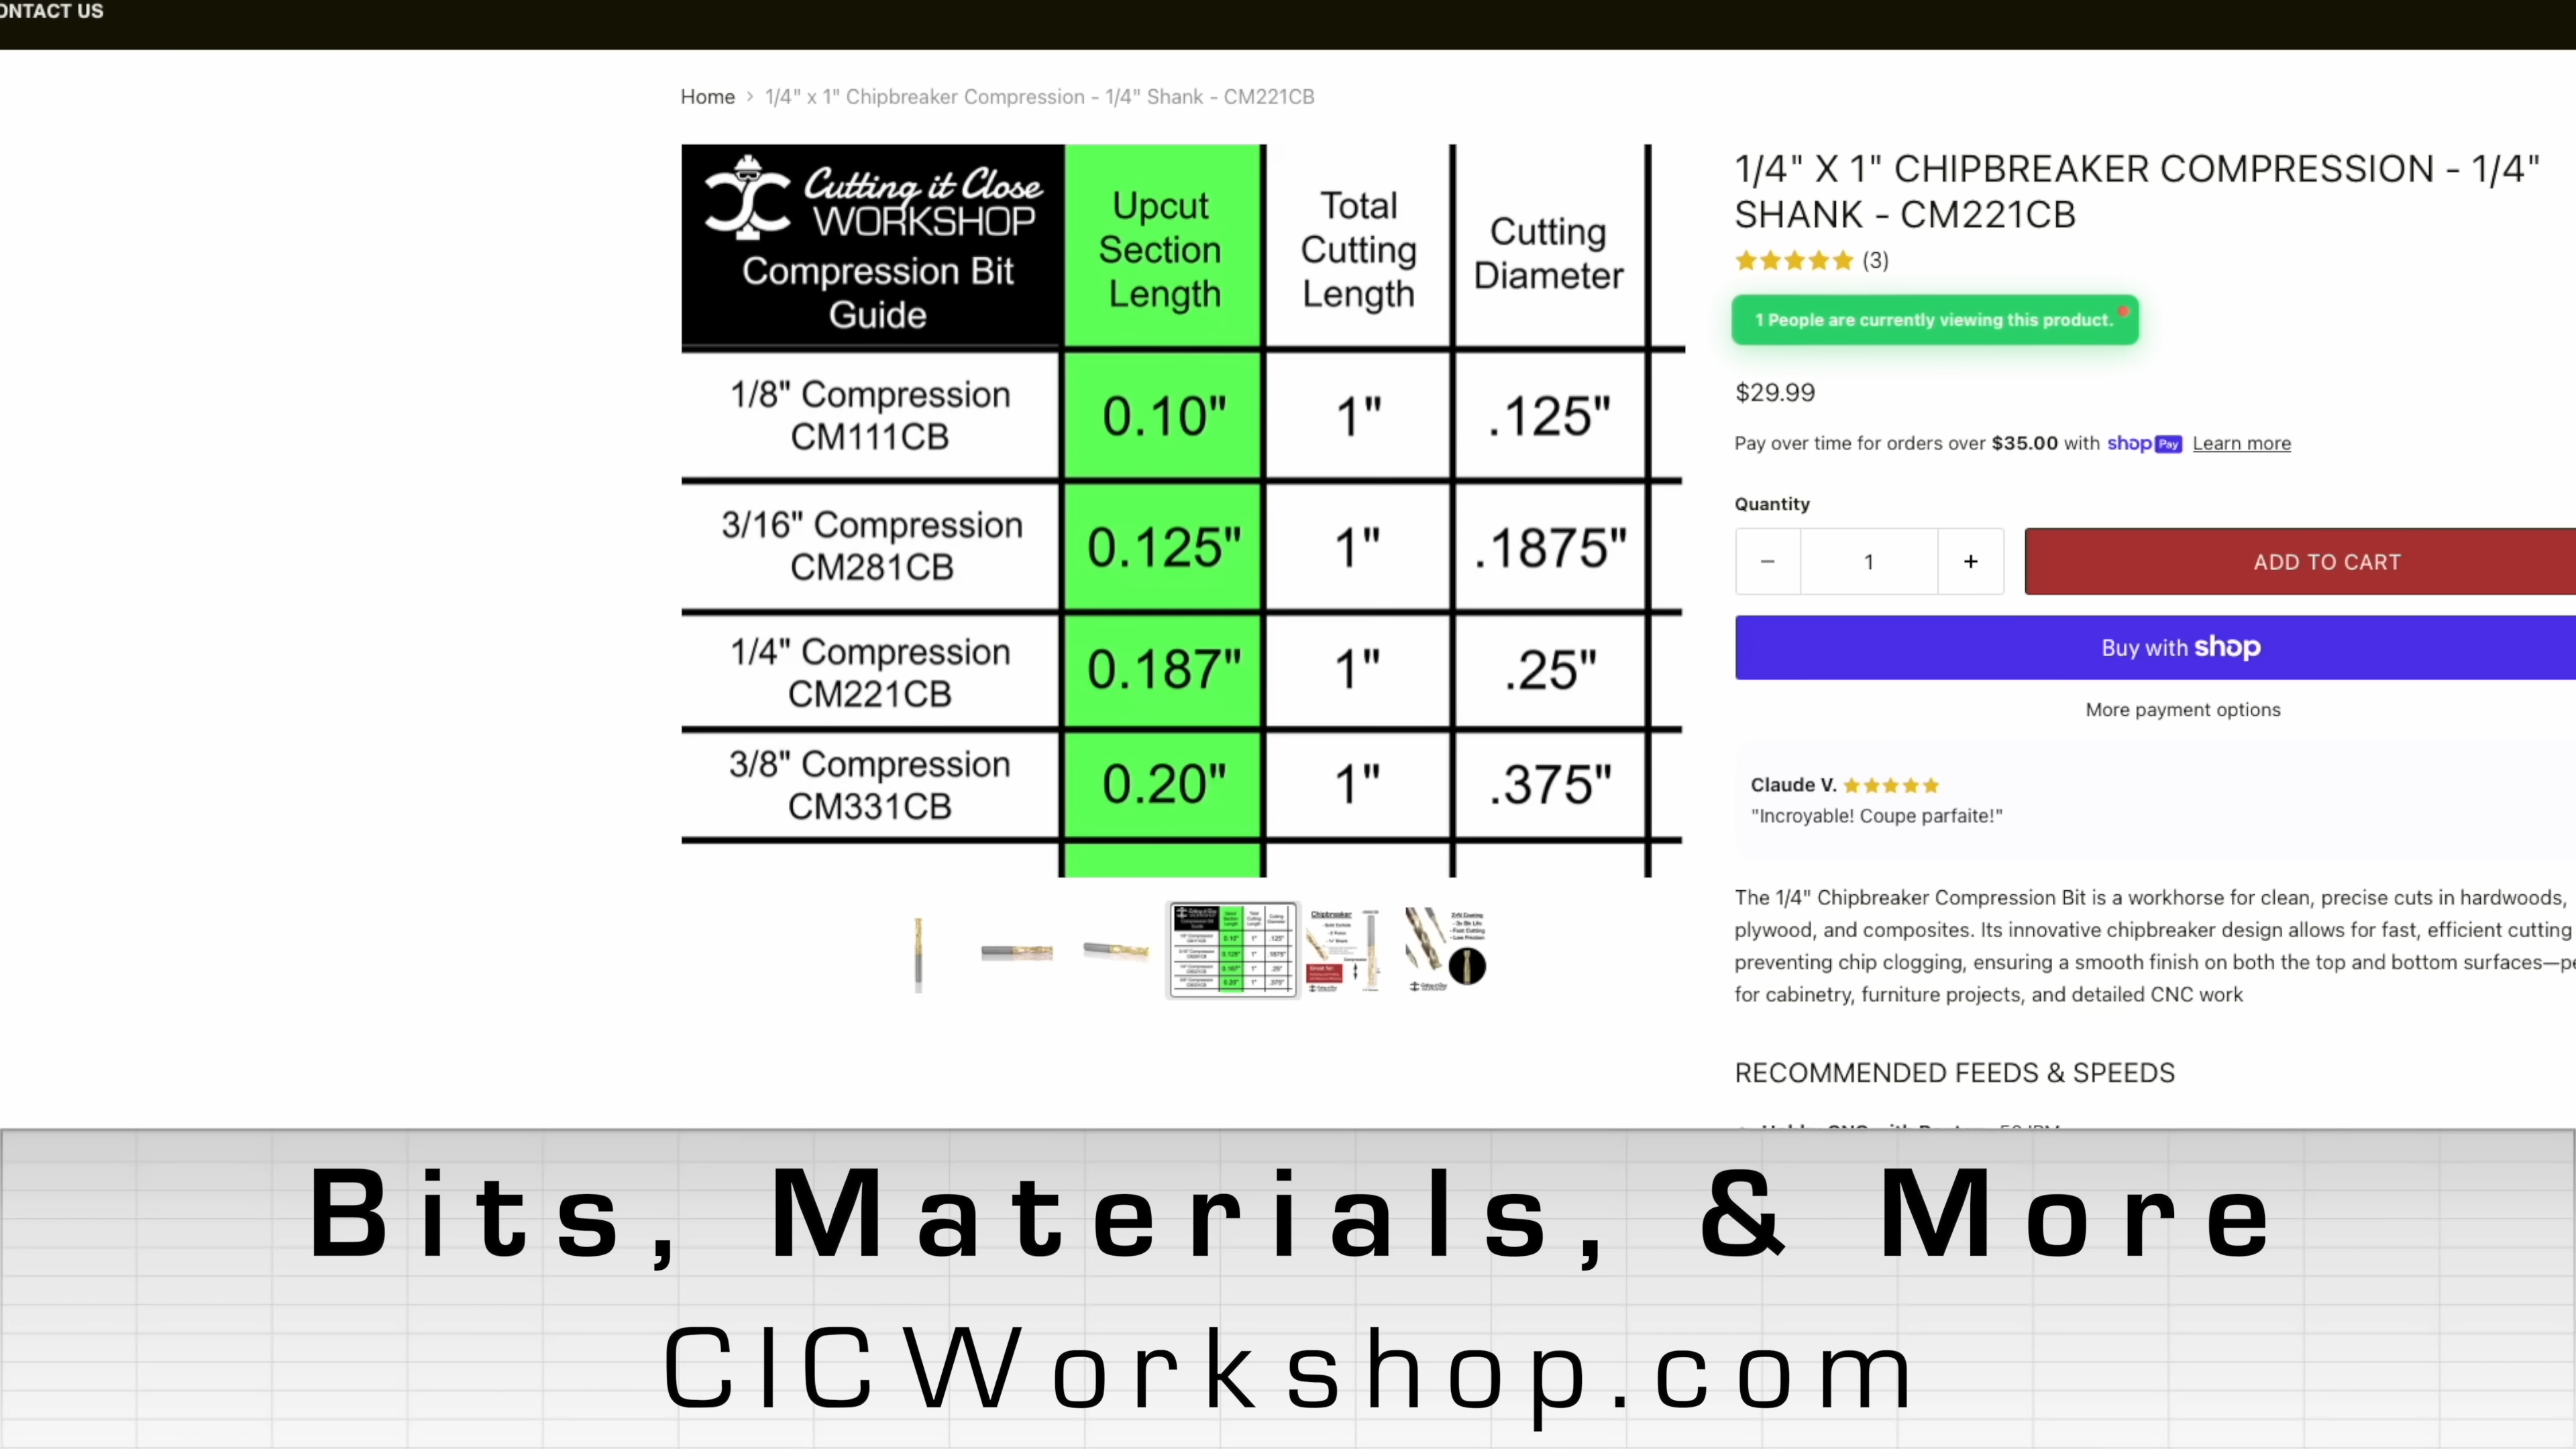 ONTACT US
Home > 1/4" x 1" Chipbreaker Compression - 1/4" Shank - CM221CB
Cutting it Close
WORKSHOP
Compression Bit
Guide
Upcut
Section
Length
Total
Cutting
Length
Cutting
Diameter
1/8" Compression
CM111CB
0.10"
1"
.125"
3/16" Compression
CM281CB
0.125"
1"
.1875"
1/4" Compression
CM221CB
0.187"
1"
.25"
3/8" Compression
CM331CB
0.20"
1"
.375"
1/4" X 1" CHIPBREAKER COMPRESSION - 1/4"
SHANK - CM221CB
(3)
1 People are currently viewing this product.
$29.99
Pay over time for orders over $35.00 with shop Pay Learn more
Quantity
− 1 +
ADD TO CART
Buy with shop
More payment options
Claude V.
"Incroyable! Coupe parfaite!"
The 1/4" Chipbreaker Compression Bit is a workhorse for clean, precise cuts in hardwoods,
plywood, and composites. Its innovative chipbreaker design allows for fast, efficient cutting
preventing chip clogging, ensuring a smooth finish on both the top and bottom surfaces—pe
for cabinetry, furniture projects, and detailed CNC work
RECOMMENDED FEEDS & SPEEDS
Bits, Materials, & More
CICWorkshop.com